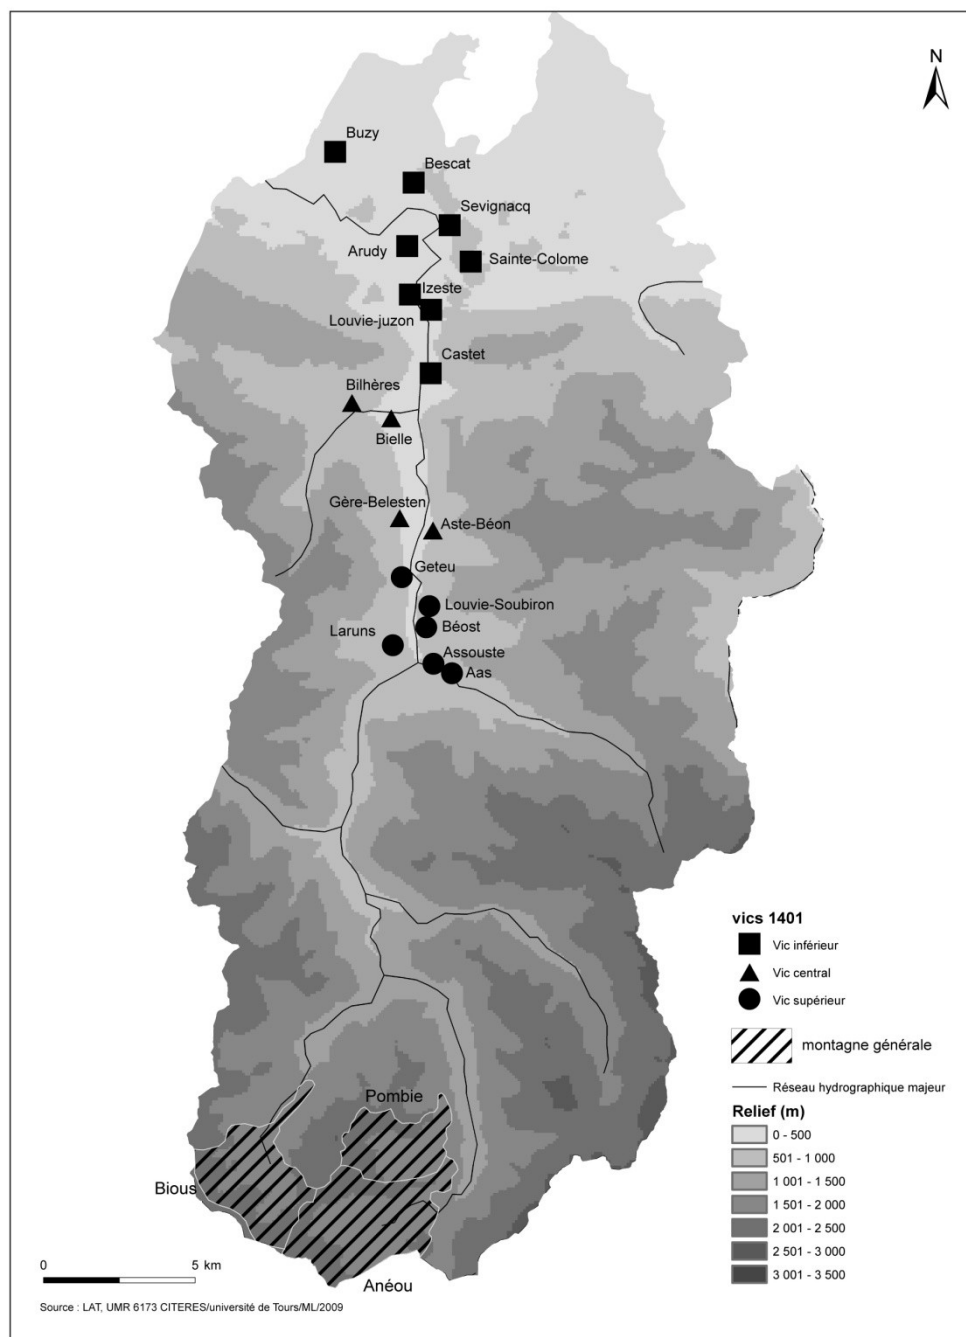 N
Buzy
Bescat
Sevignacq
Arudy
Sainte-Colome
Izeste
Louvie-juzon
Castet
Bilhères
Bielle
Gère-Belesten
Aste-Béon
Geteu
Louvie-Soubiron
Béost
Laruns
Assouste
Aas
vics 1401
Vic inférieur
Vic central
Vic supérieur
montagne générale
Réseau hydrographique majeur
Relief (m)
0 - 500
501 - 1 000
1 001 - 1 500
1 501 - 2 000
2 001 - 2 500
2 501 - 3 000
3 001 - 3 500
Pombie
Bious
Anéou
0 5 km
Source : LAT, UMR 6173 CITERES/université de Tours/ML/2009